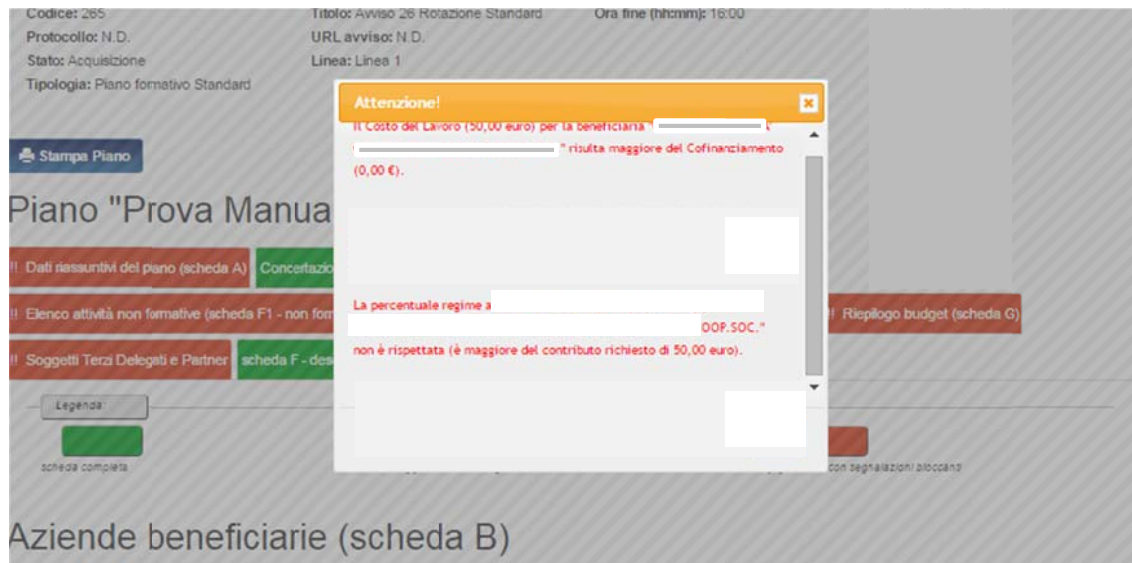 Codice: 265
Titolo: Avviso 26 Rotazione Standard
Ora fine (hh:mm): 16:00
Protocollo: N.D.
URL avviso: N.D.
Stato: Acquisizione
Linea: Linea 1
Tipologia: Piano formativo Standard
Attenzione!
Il Costo del Lavoro (50,00 euro) per la beneficiaria "
" risulta maggiore del Cofinanziamento
(0,00 €).
Stampa Piano
Piano "Prova Manua
!! Dati riassuntivi del piano (scheda A)
Concertazio
La percentuale regime a
OOP.SOC."
non è rispettata (è maggiore del contributo richiesto di 50,00 euro).
!! Elenco attività non formative (scheda F1 - non form
!! Riepilogo budget (scheda G)
!! Soggetti Terzi Delegati e Partner
scheda F - des
Legenda:
scheda completa
con segnalazioni bloccanti
Aziende beneficiarie (scheda B)